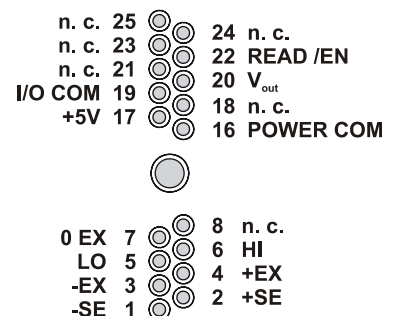 n. c. 25
24 n. c.
n. c. 23
22 READ /EN
n. c. 21
20 Vout
I/O COM 19
18 n. c.
+5V 17
16 POWER COM
8 n. c.
0 EX 7
6 HI
LO 5
4 +EX
-EX 3
2 +SE
-SE 1